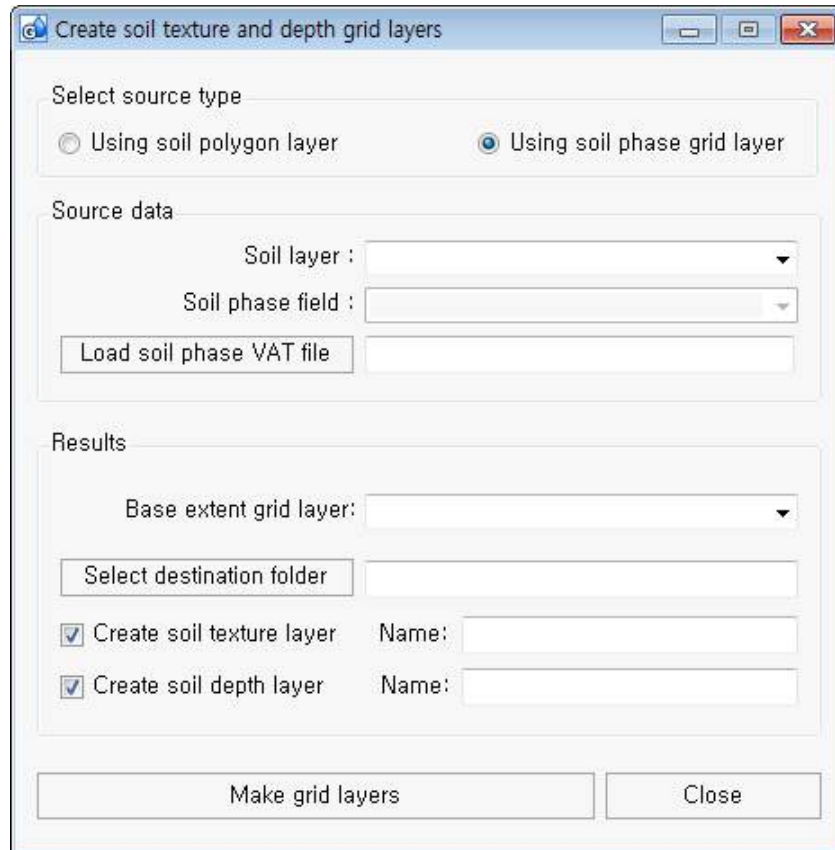 Create soil texture and depth grid layers
Select source type
Using soil polygon layer Using soil phase grid layer
Source data
Soil layer :
Soil phase field :
Load soil phase VAT file
Results
Base extent grid layer:
Select destination folder
Create soil texture layer Name:
Create soil depth layer Name:
Make grid layers Close